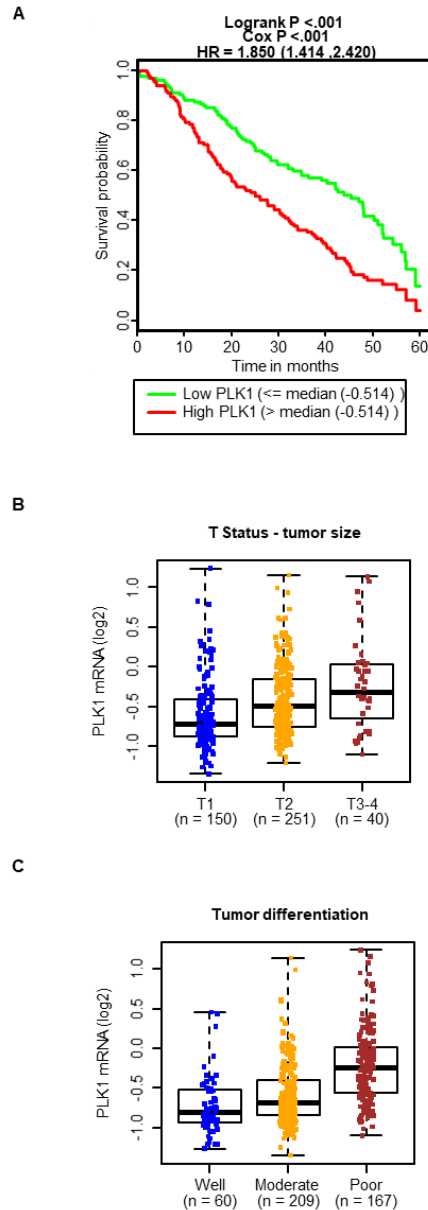 A
Logrank P <.001
Cox P <.001
HR = 1.850 (1.414 ,2.420)
Survival probability
1.0
0.8
0.6
0.4
0.2
0.0
0 10 20 30 40 50 60
Time in months
Low PLK1 (<= median (-0.514) )
High PLK1 (> median (-0.514) )
B
T Status - tumor size
PLK1 mRNA (log2)
1.0
0.5
0.0
-0.5
-1.0
T1 T2 T3-4
(n = 150) (n = 251) (n = 40)
C
Tumor differentiation
PLK1 mRNA (log2)
1.0
0.5
0.0
-0.5
-1.0
Well Moderate Poor
(n = 60) (n = 209) (n = 167)